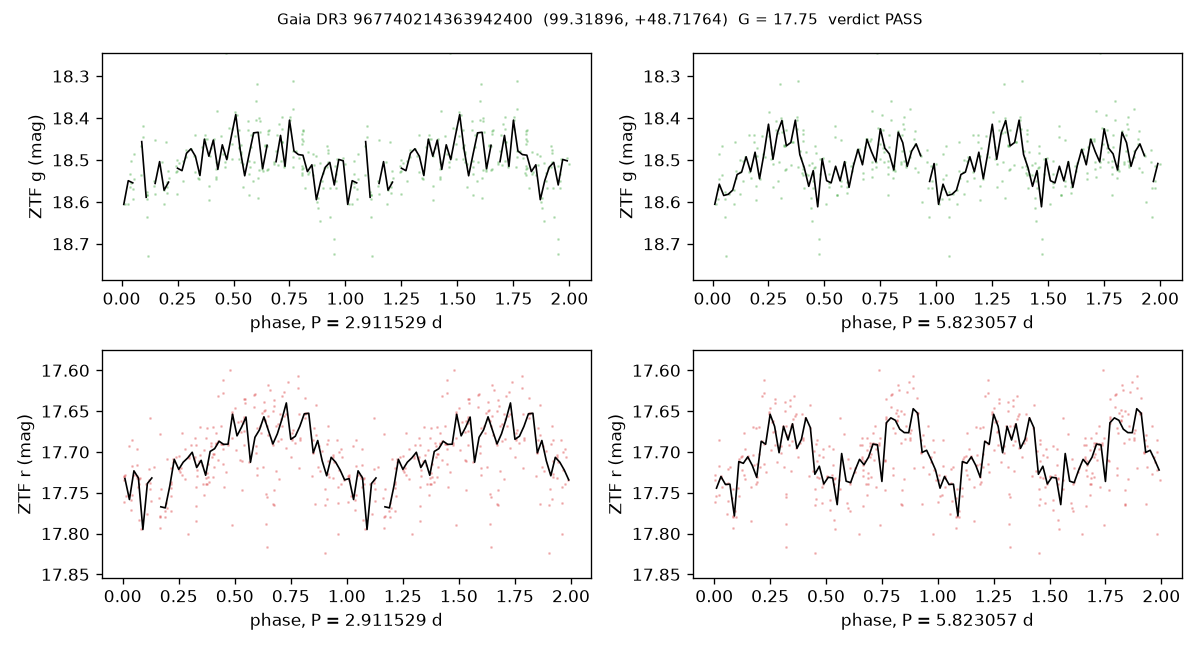 Gaia DR3 967740214363942400 (99.31896, +48.71764) G = 17.75 verdict PASS
ZTF g (mag)
18.3
18.4
18.5
18.6
18.7
0.00 0.25 0.50 0.75 1.00 1.25 1.50 1.75 2.00
phase, P = 2.911529 d
ZTF g (mag)
18.3
18.4
18.5
18.6
18.7
0.00 0.25 0.50 0.75 1.00 1.25 1.50 1.75 2.00
phase, P = 5.823057 d
ZTF r (mag)
17.60
17.65
17.70
17.75
17.80
17.85
0.00 0.25 0.50 0.75 1.00 1.25 1.50 1.75 2.00
phase, P = 2.911529 d
ZTF r (mag)
17.60
17.65
17.70
17.75
17.80
17.85
0.00 0.25 0.50 0.75 1.00 1.25 1.50 1.75 2.00
phase, P = 5.823057 d